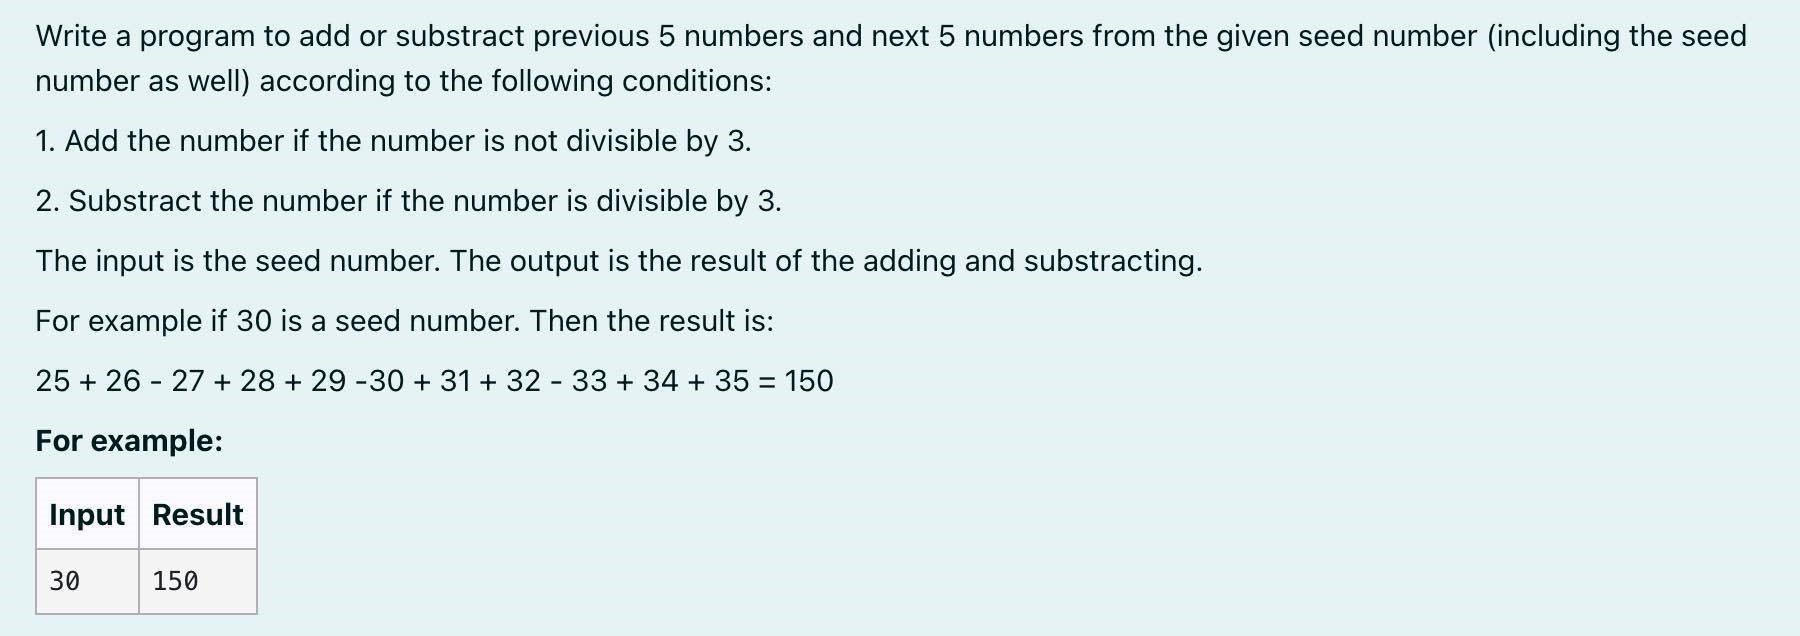 Write a program to add or substract previous 5 numbers and next 5 numbers from the given seed number (including the seed
number as well) according to the following conditions:
1. Add the number if the number is not divisible by 3.
2. Substract the number if the number is divisible by 3.
The input is the seed number. The output is the result of the adding and substracting.
For example if 30 is a seed number. Then the result is:
25 + 26 - 27 + 28 + 29 -30 + 31 + 32 - 33 + 34 + 35 = 150
For example:
Input Result
30 150